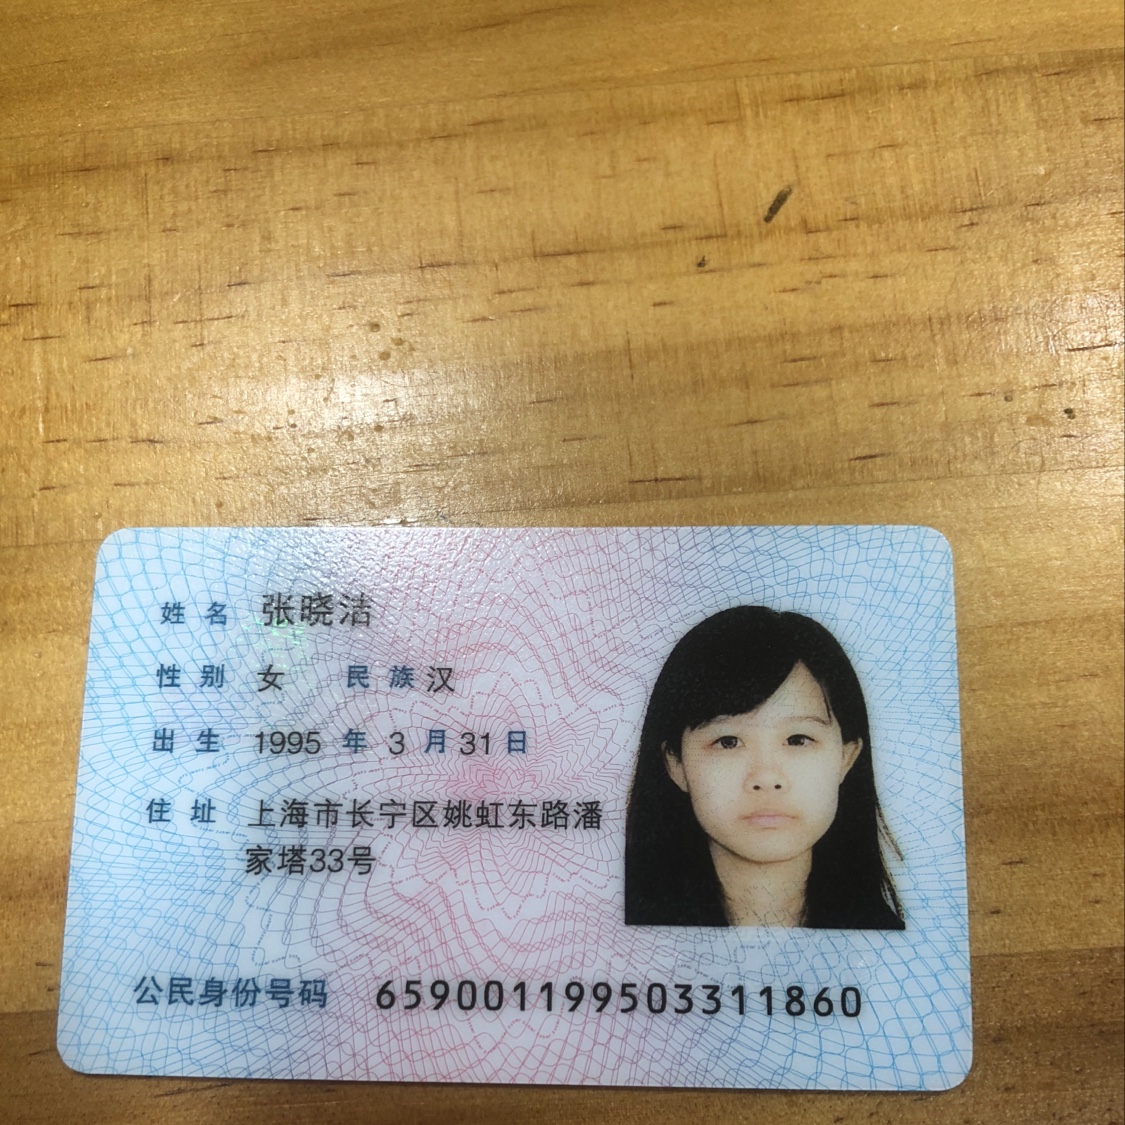 姓名 张晓洁
性别 女 民族 汉
出生 1995 年 3 月 31 日
住址 上海市长宁区姚虹东路潘
家塔33号
公民身份号码 659001199503311860